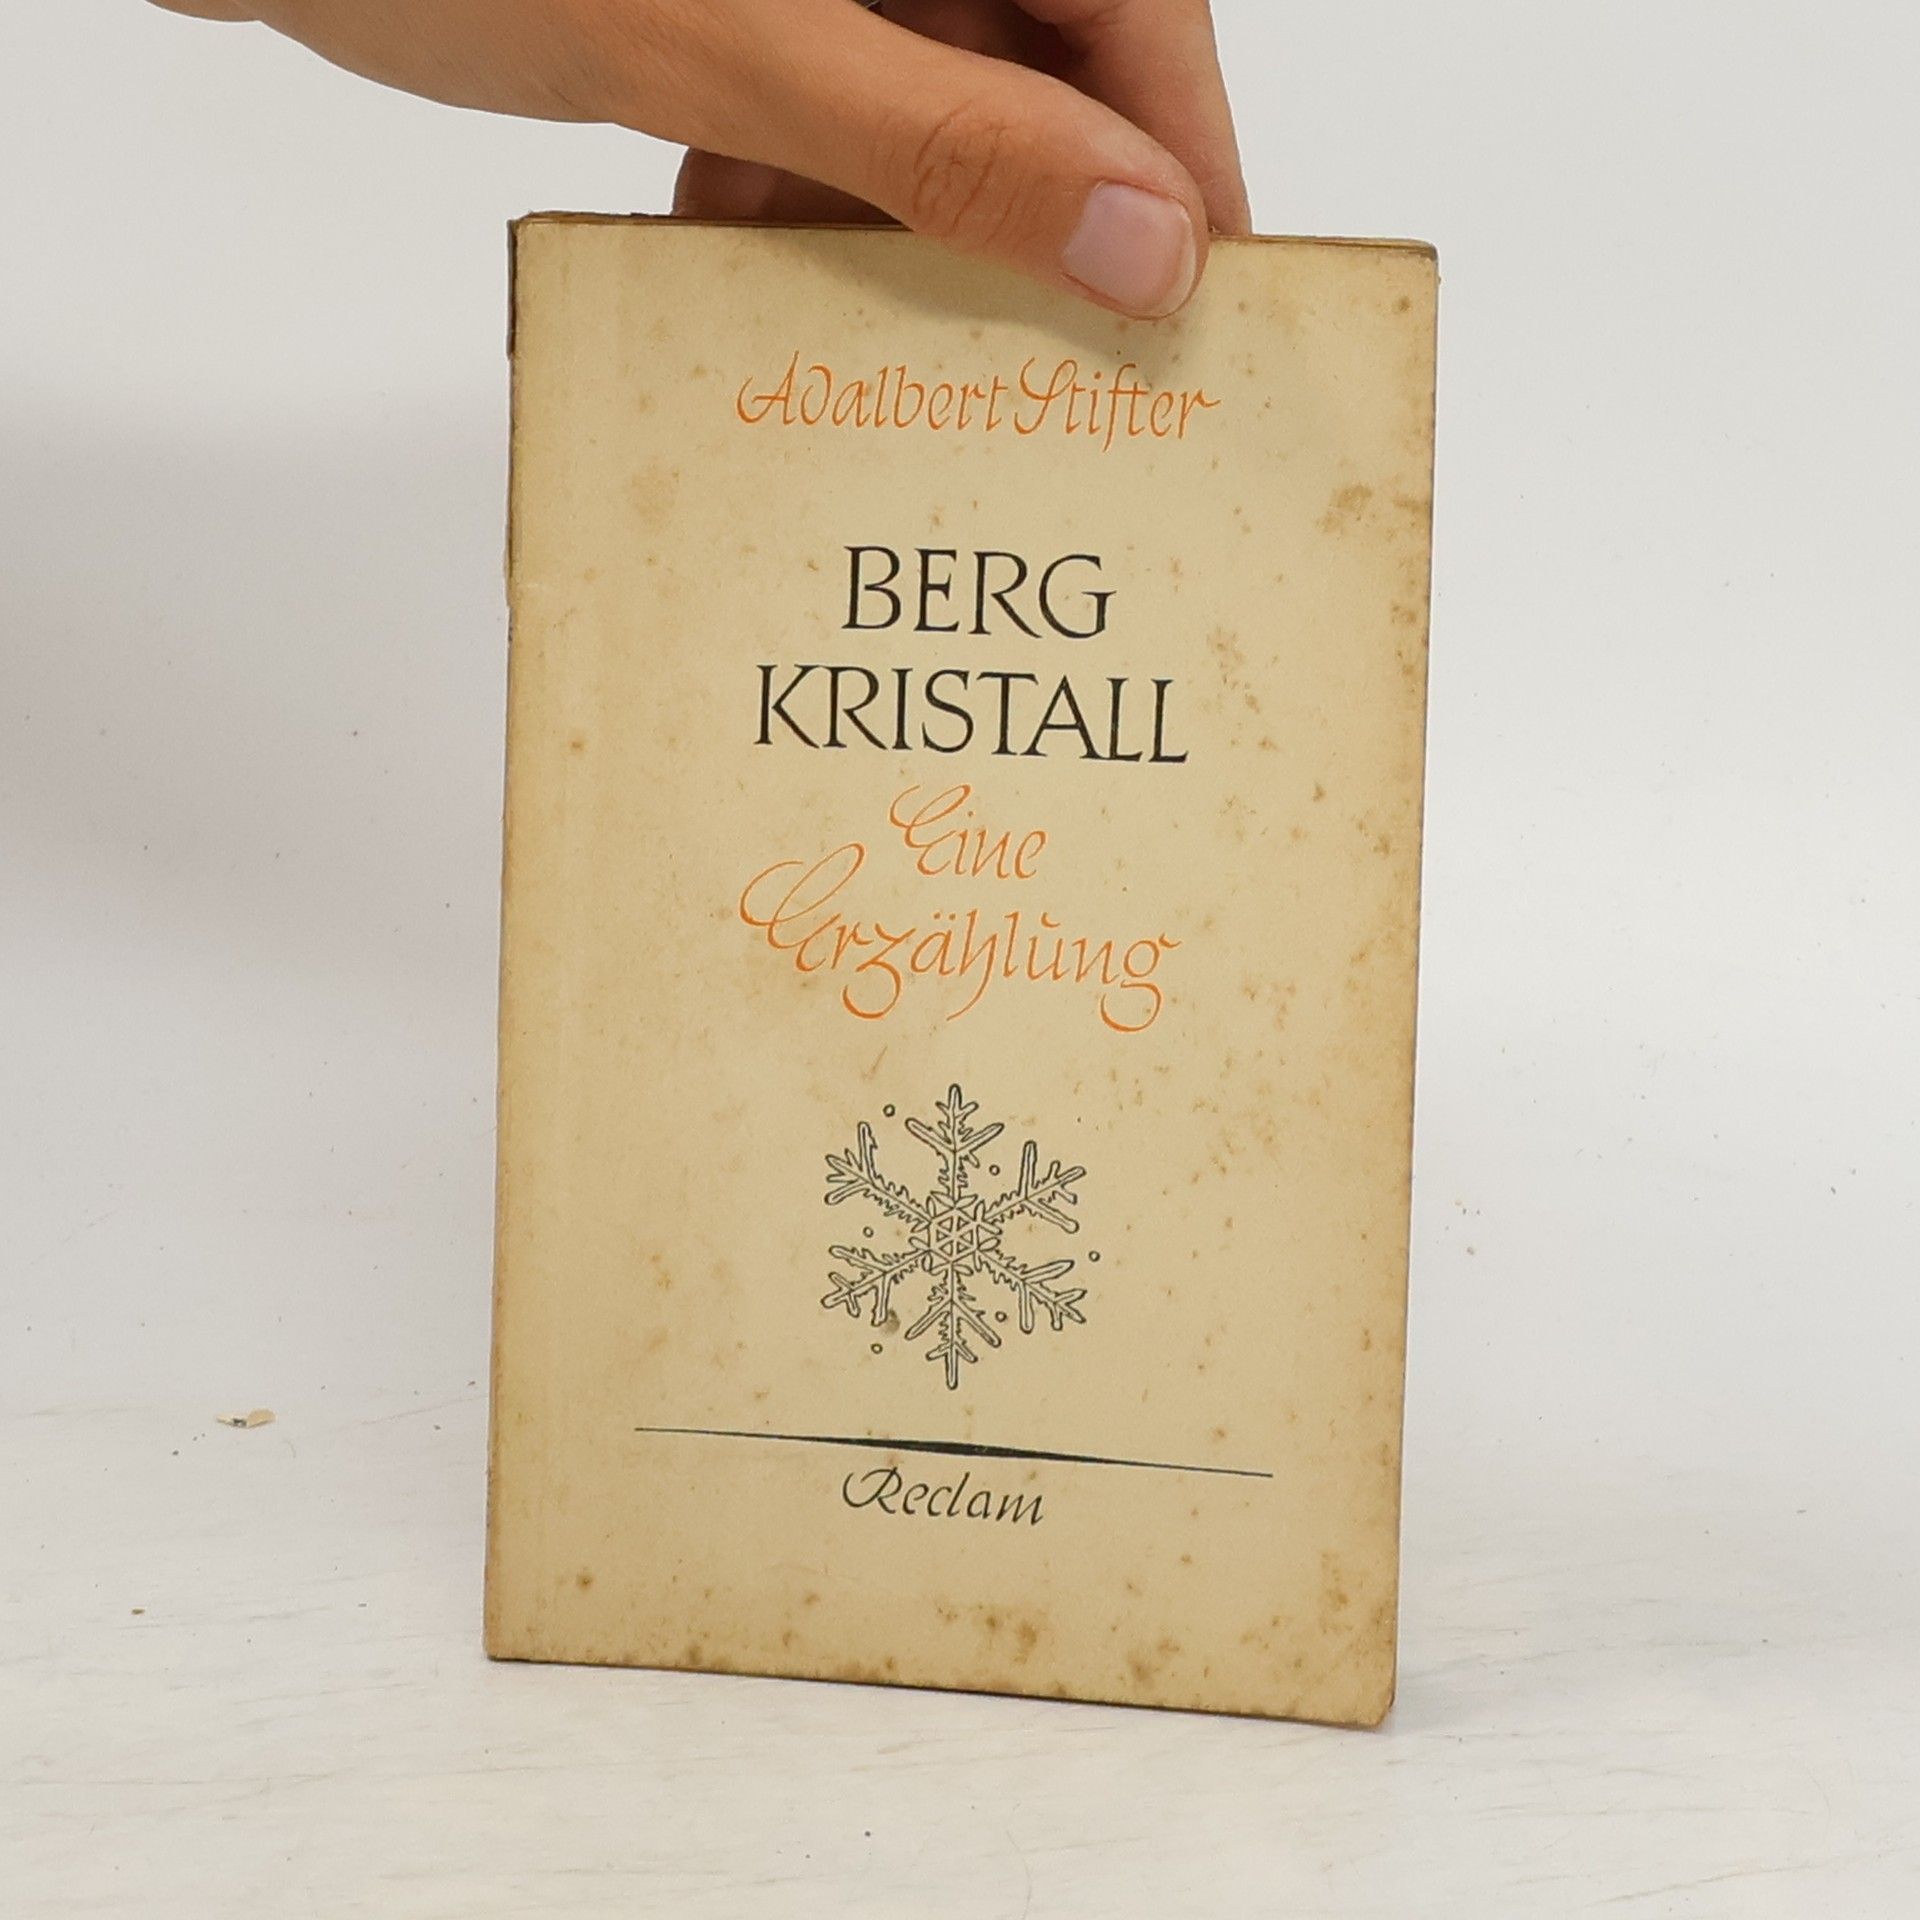 Adalbert Stifter
BERG
KRISTALL
Eine
Erzählung
Reclam